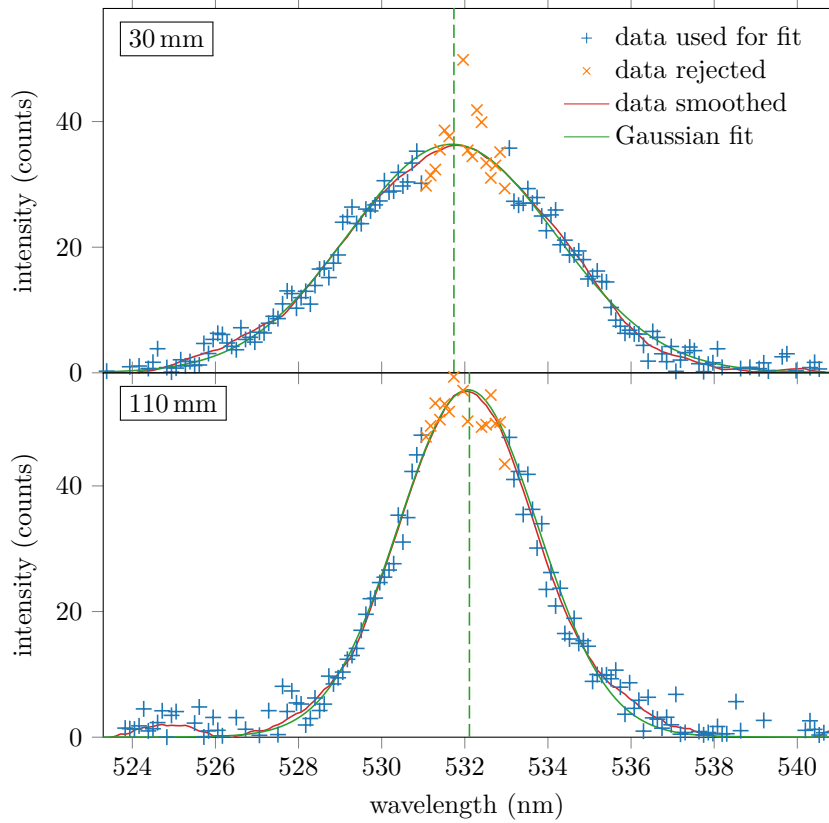 30 mm
data used for fit
data rejected
data smoothed
Gaussian fit
intensity (counts)
40
20
0
110 mm
intensity (counts)
40
20
0
524 526 528 530 532 534 536 538 540
wavelength (nm)